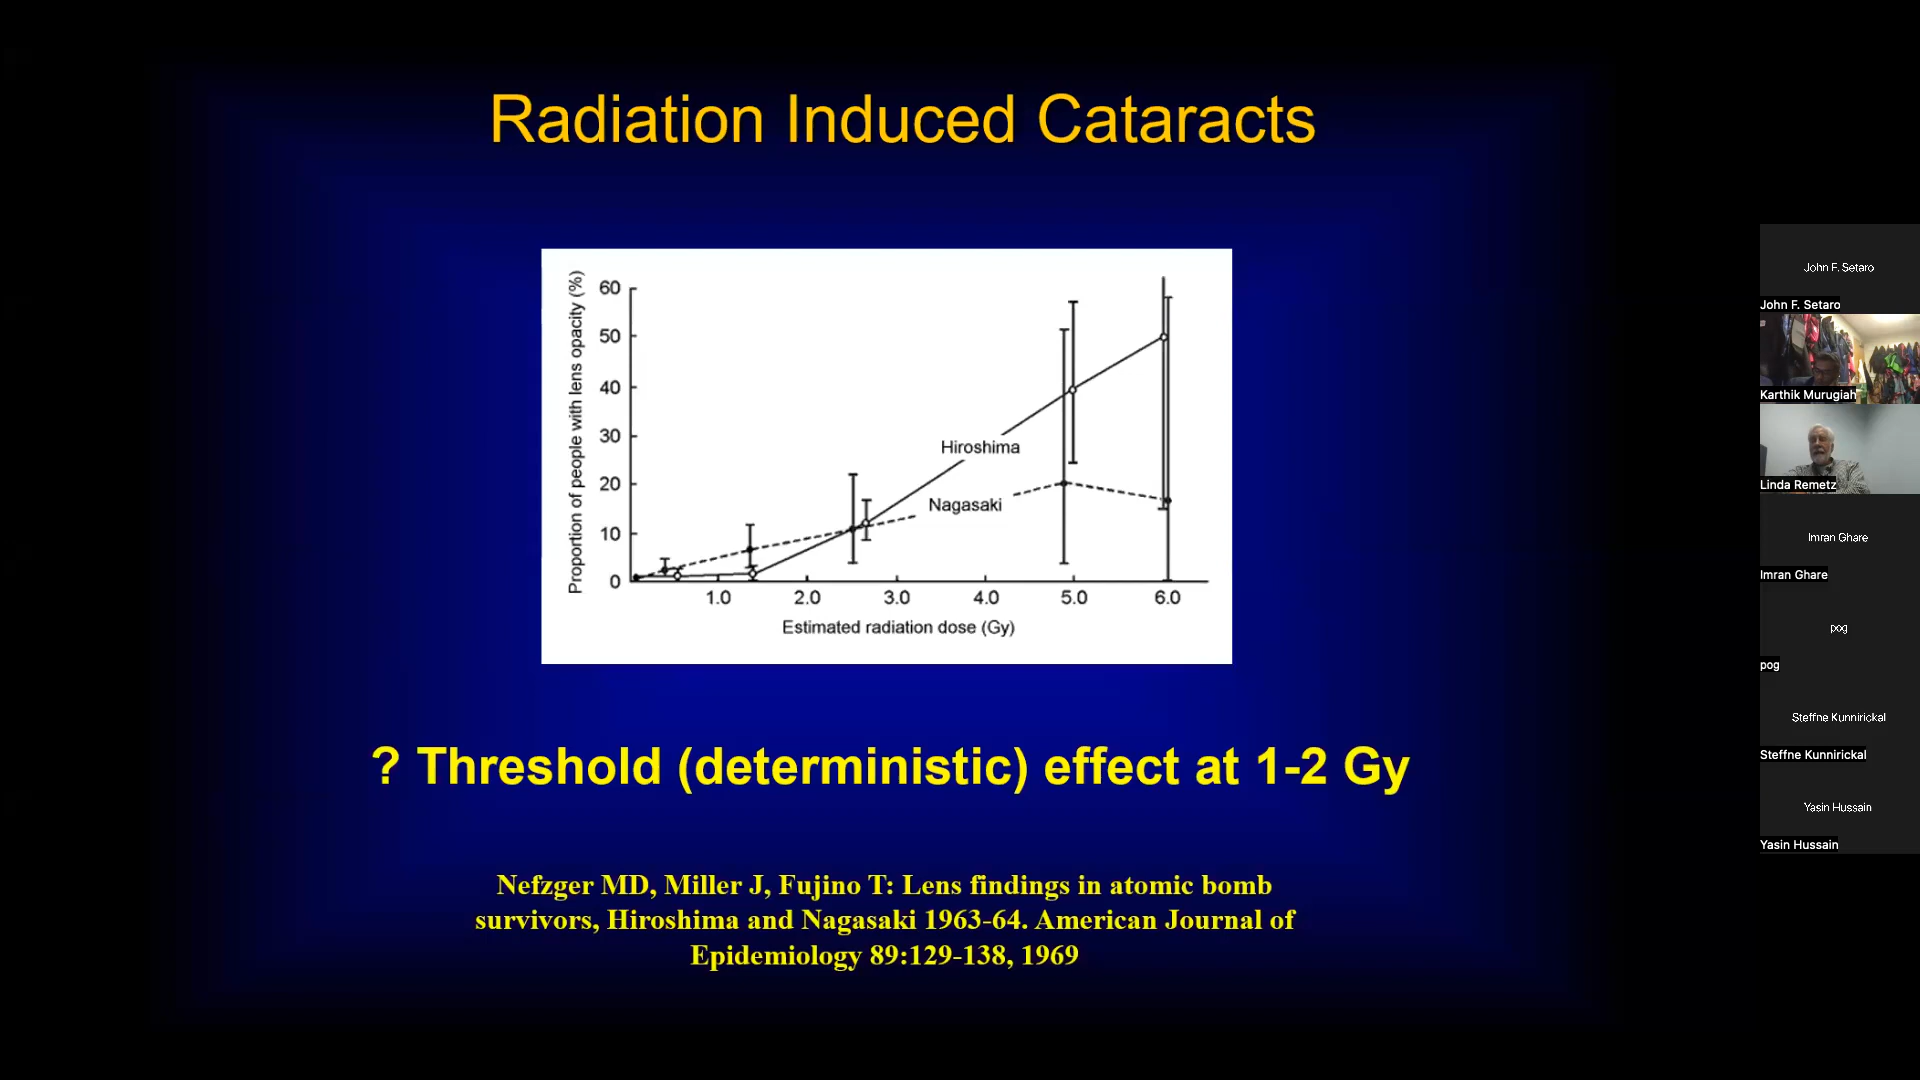 Radiation Induced Cataracts
Proportion of people with lens opacity (%)
60
50
40
30
20
10
0
Hiroshima
Nagasaki
1.0 2.0 3.0 4.0 5.0 6.0
Estimated radiation dose (Gy)
? Threshold (deterministic) effect at 1-2 Gy
Nefzger MD, Miller J, Fujino T: Lens findings in atomic bomb
survivors, Hiroshima and Nagasaki 1963-64. American Journal of
Epidemiology 89:129-138, 1969
John F. Setaro
John F. Setaro
Karthik Murugiah
Linda Remetz
Imran Ghare
Imran Ghare
pog
pog
Steffne Kunnirickal
Steffne Kunnirickal
Yasin Hussain
Yasin Hussain